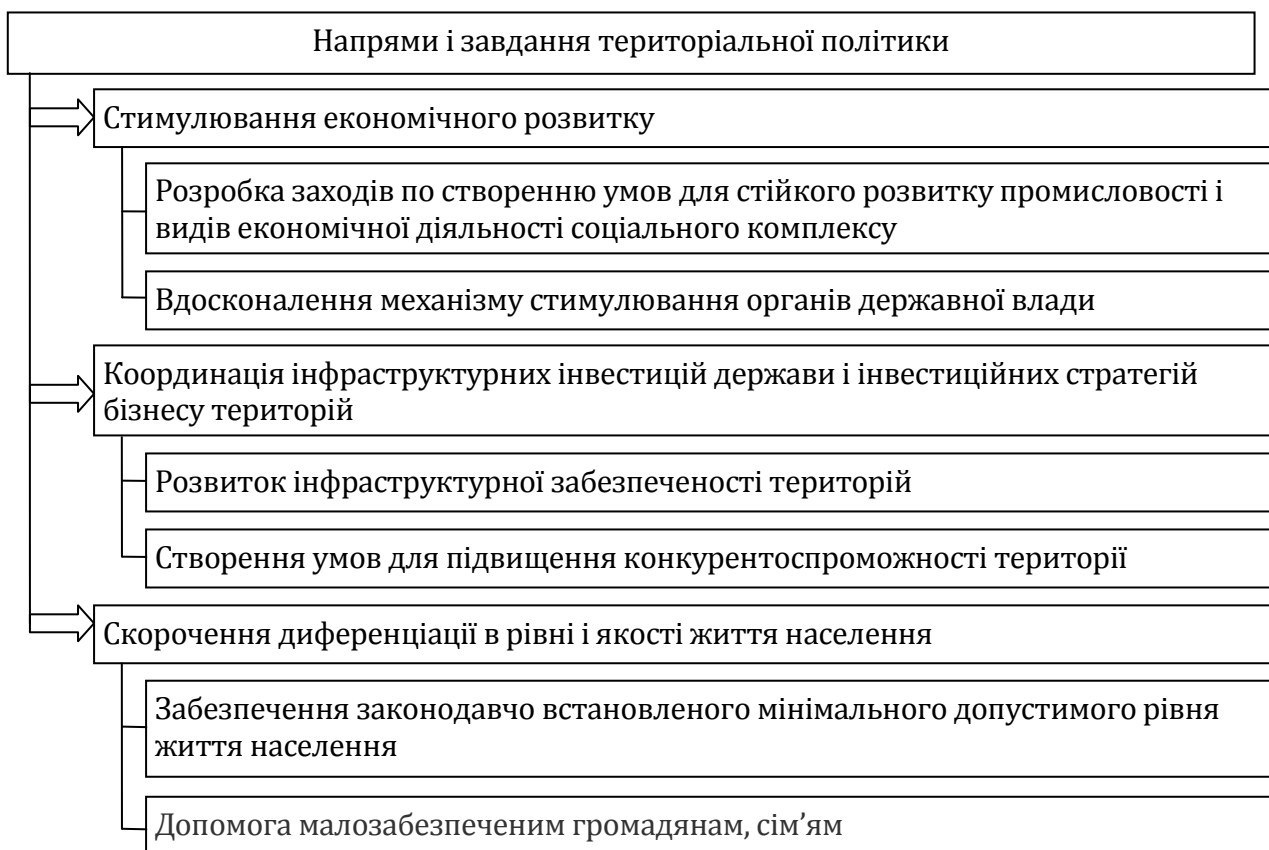 Напрями і завдання територіальної політики
Стимулювання економічного розвитку
Розробка заходів по створенню умов для стійкого розвитку промисловості і
видів економічної діяльності соціального комплексу
Вдосконалення механізму стимулювання органів державної влади
Координація інфраструктурних інвестицій держави і інвестиційних стратегій
бізнесу територій
Розвиток інфраструктурної забезпеченості територій
Створення умов для підвищення конкурентоспроможності території
Скорочення диференціації в рівні і якості життя населення
Забезпечення законодавчо встановленого мінімального допустимого рівня
життя населення
Допомога малозабезпеченим громадянам, сім’ям